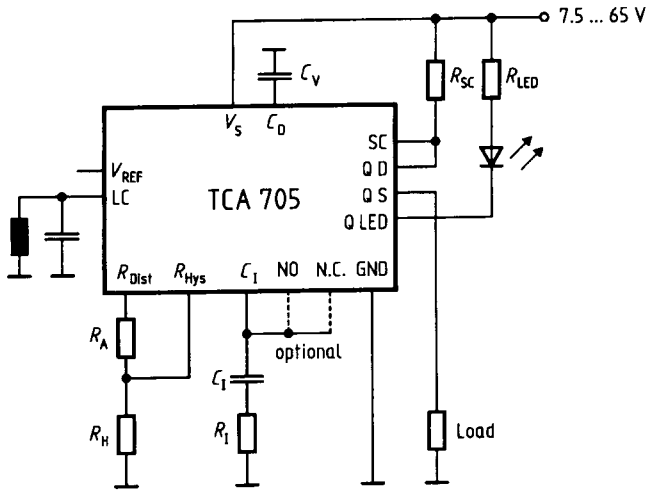 7.5 ... 65 V
C_V
R_SC
R_LED
V_S
C_D
SC
V_REF
Q D
LC
TCA 705
Q S
Q LED
R_Dist
R_Hys
C_I
NO
N.C.
GND
R_A
optional
C_I
R_H
R_I
Load